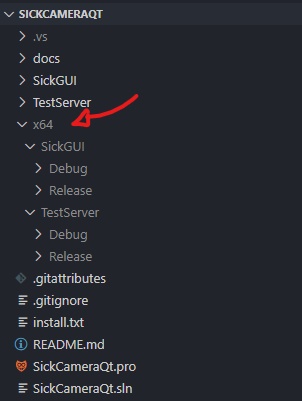 SICKCAMERAQT
.vs
docs
SickGUI
TestServer
x64
SickGUI
Debug
Release
TestServer
Debug
Release
.gitattributes
.gitignore
install.txt
README.md
SickCameraQt.pro
SickCameraQt.sln